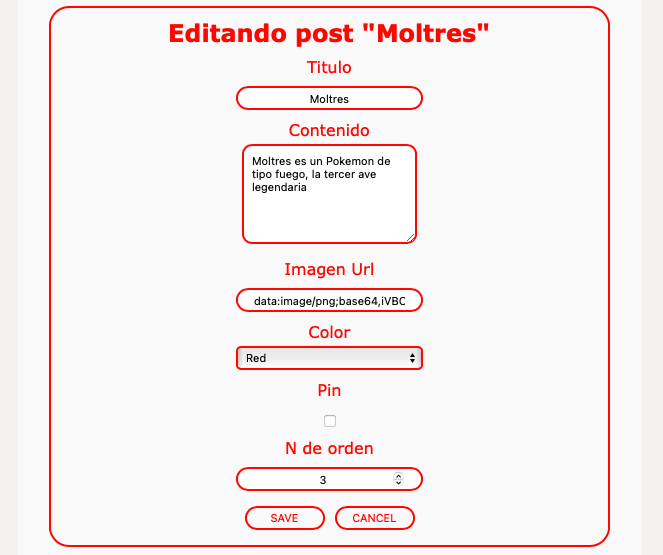 Editando post "Moltres"
Titulo
Moltres
Contenido
Moltres es un Pokemon de
tipo fuego, la tercer ave
legendaria
Imagen Url
data:image/png;base64,iVBC
Color
Red
Pin
N de orden
3
SAVE CANCEL